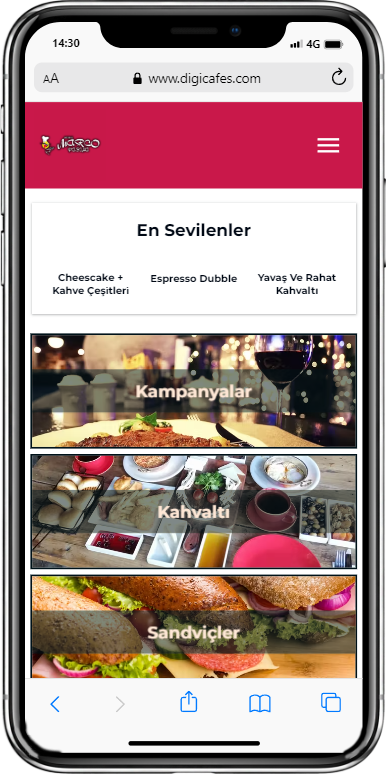 14:30
4G
AA
www.digicafes.com
En Sevilenler
Cheescake +
Kahve Çeşitleri
Espresso Dubble
Yavaş Ve Rahat
Kahvaltı
Kampanyalar
Kahvaltı
Sandviçler